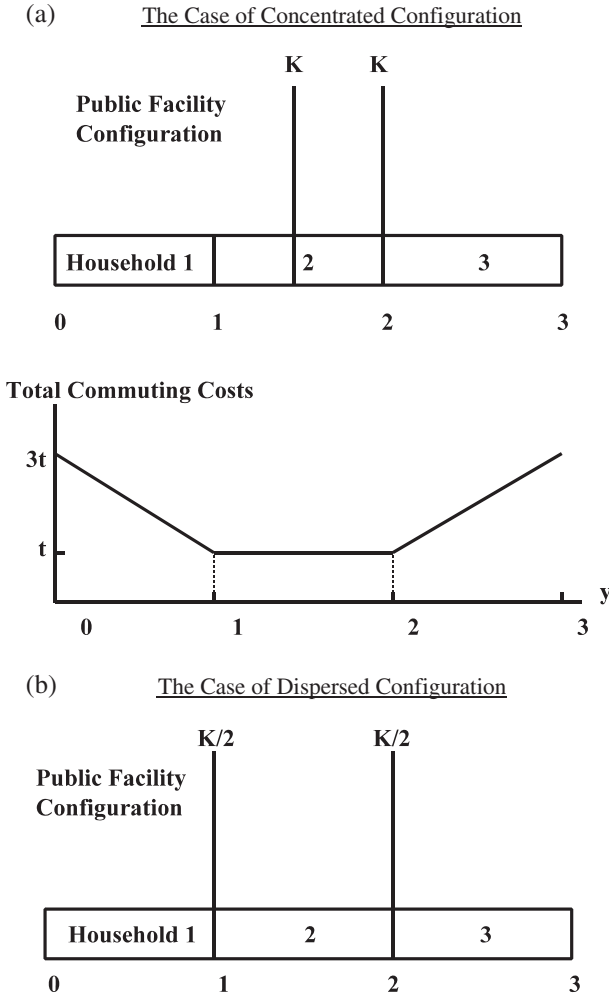 (a) The Case of Concentrated Configuration
K K
Public Facility
Configuration
Household 1 2 3
0 1 2 3
Total Commuting Costs
3t
t
y
0 1 2 3
(b) The Case of Dispersed Configuration
K/2 K/2
Public Facility
Configuration
Household 1 2 3
0 1 2 3